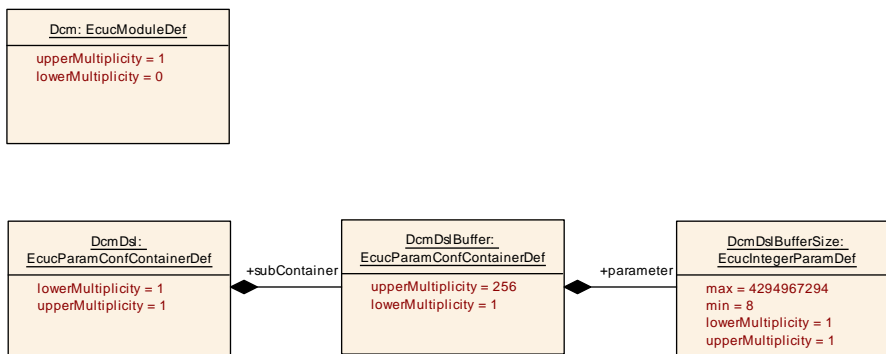 Dcm: EcucModuleDef
upperMultiplicity = 1
lowerMultiplicity = 0
DcmDsl:
EcucParamConfContainerDef
lowerMultiplicity = 1
upperMultiplicity = 1
+subContainer
DcmDslBuffer:
EcucParamConfContainerDef
upperMultiplicity = 256
lowerMultiplicity = 1
+parameter
DcmDslBufferSize:
EcucIntegerParamDef
max = 4294967294
min = 8
lowerMultiplicity = 1
upperMultiplicity = 1